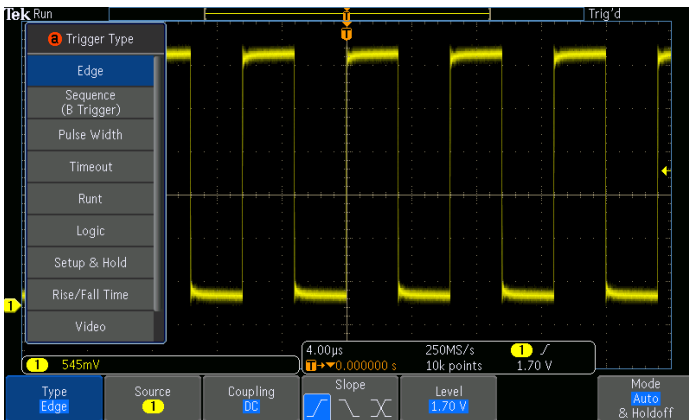 Tek Run
Trig'd
T
a Trigger Type
Edge
Sequence
(B Trigger)
Pulse Width
Timeout
Runt
Logic
Setup & Hold
Rise/Fall Time
Video
1
1 545mV
4.00µs 250MS/s 1
T→▼0.000000 s 10k points 1.70 V
Type
Edge
Source
1
Coupling
DC
Slope
Level
1.70 V
Mode
Auto
& Holdoff